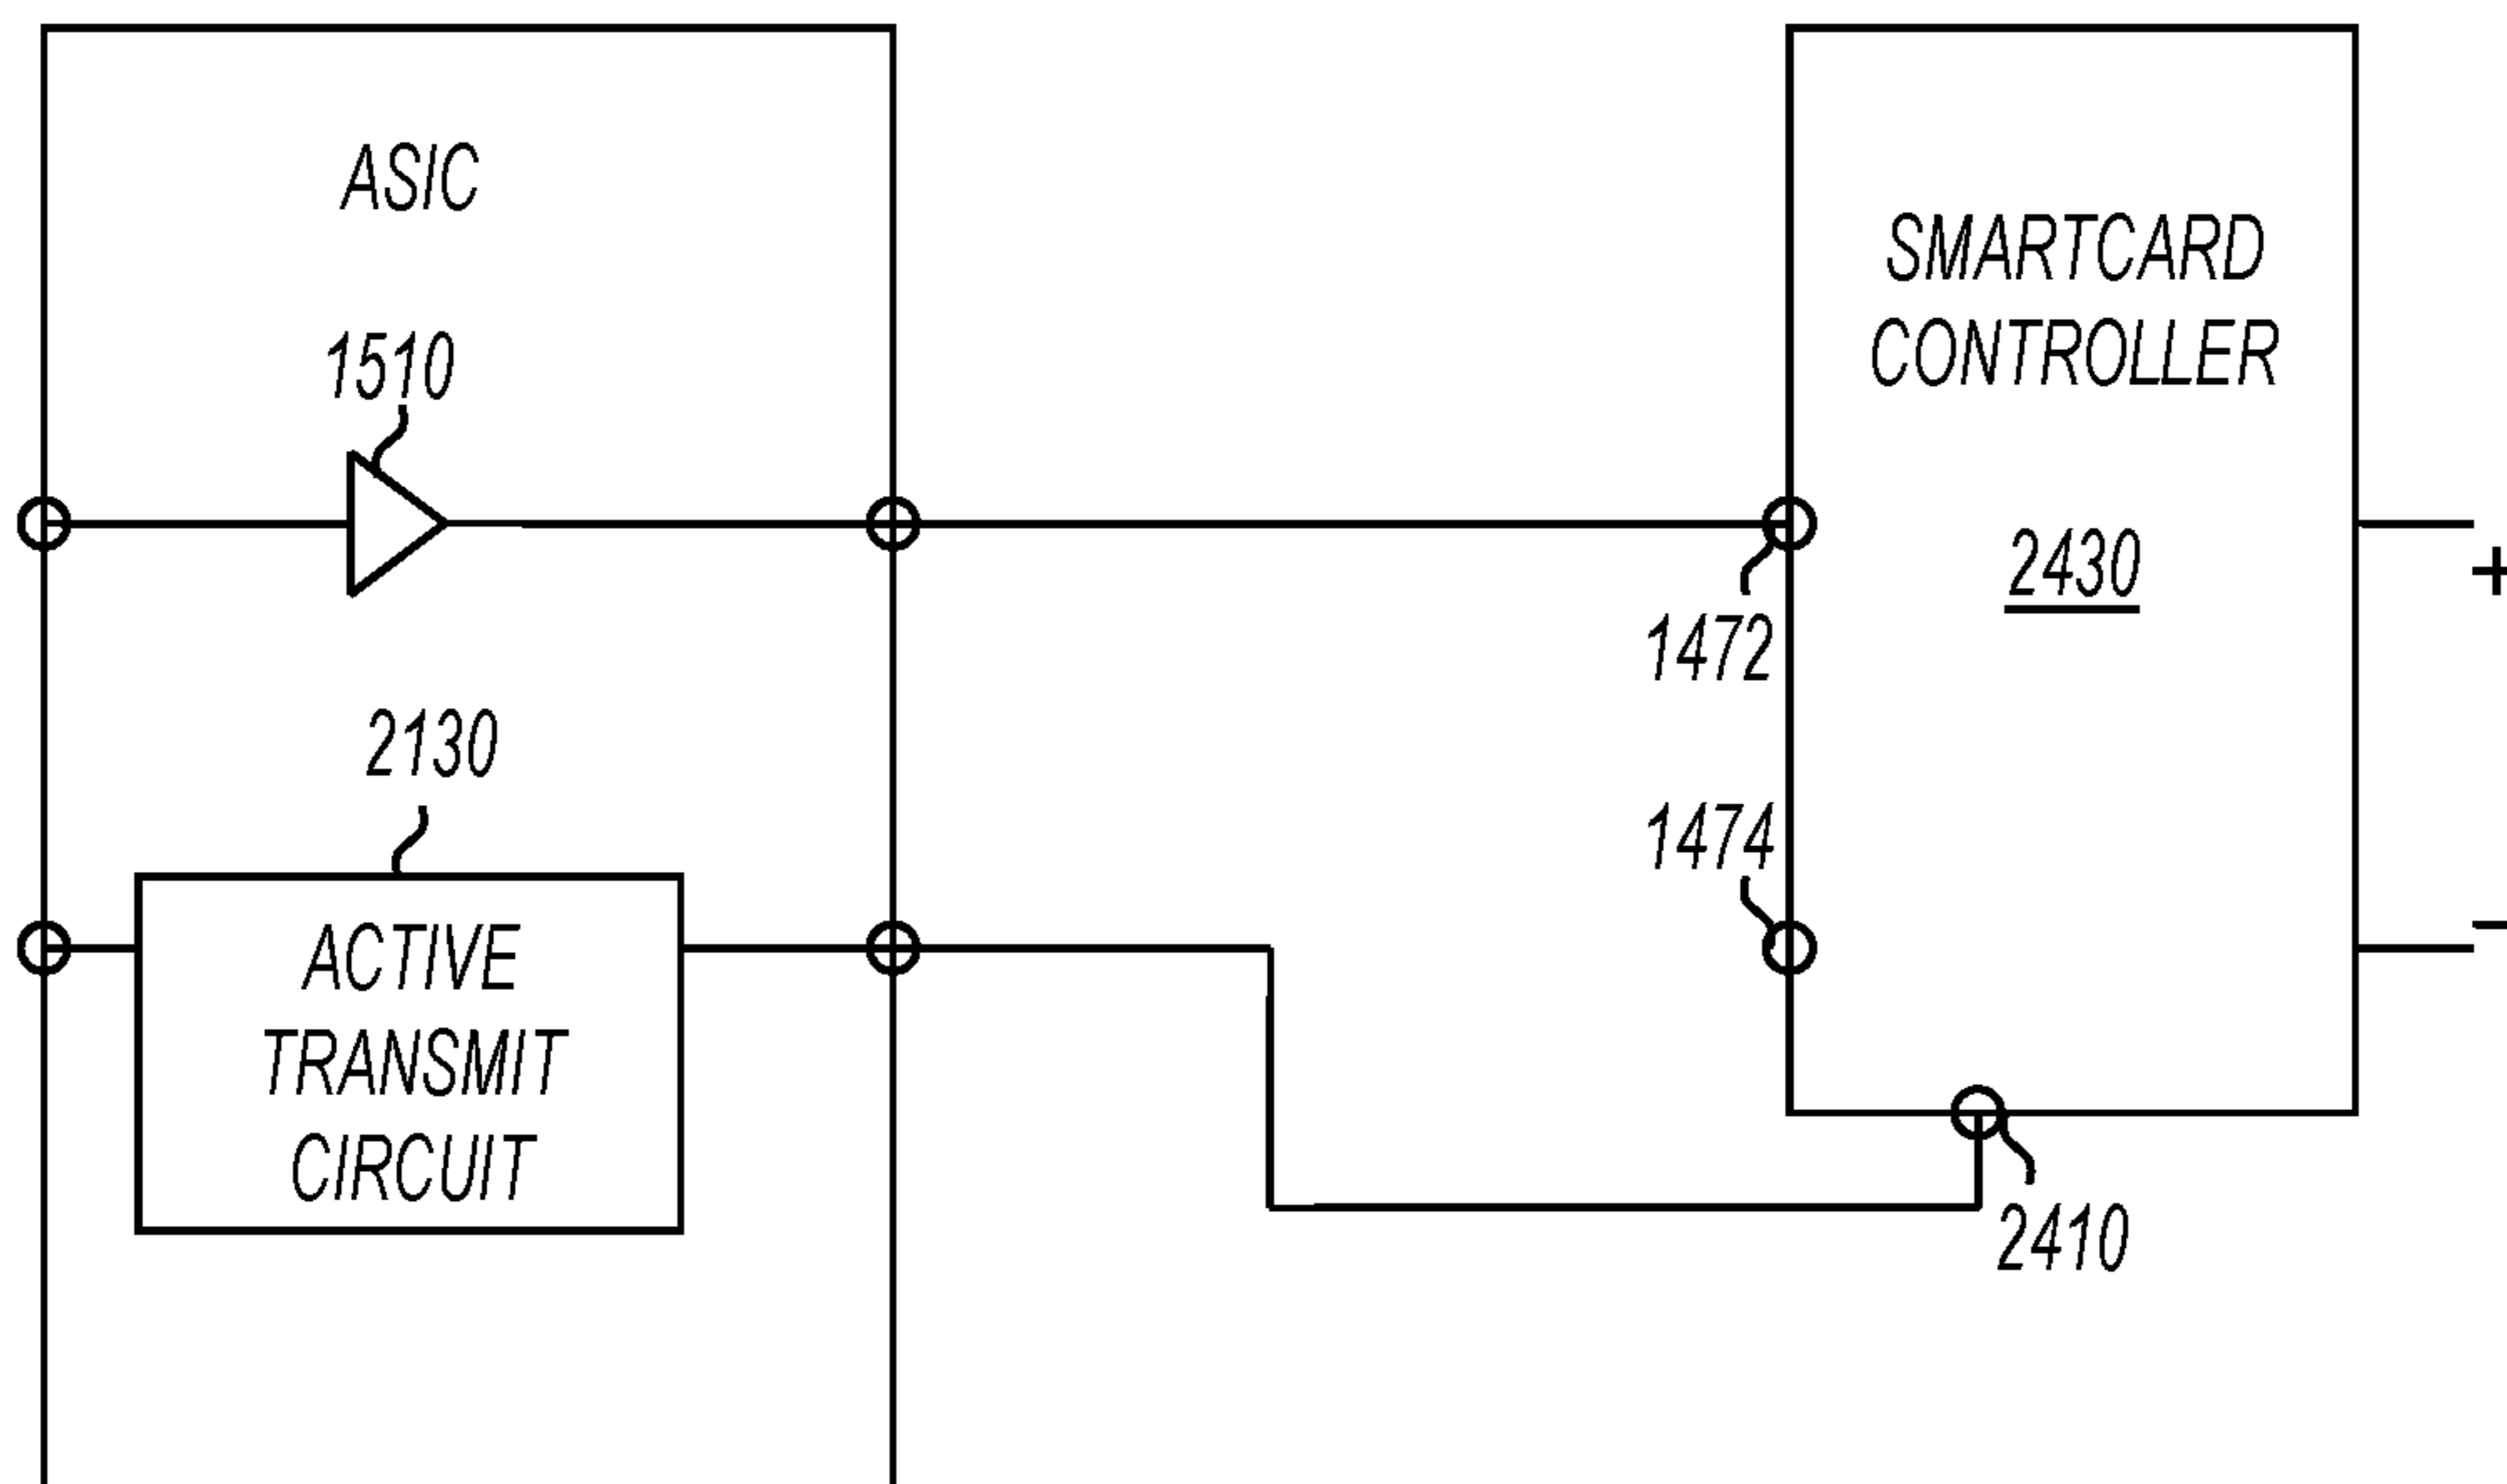 ASIC
SMARTCARD
CONTROLLER
1510
2430
+
1472
2130
1474
ACTIVE
TRANSMIT
CIRCUIT
−
2410